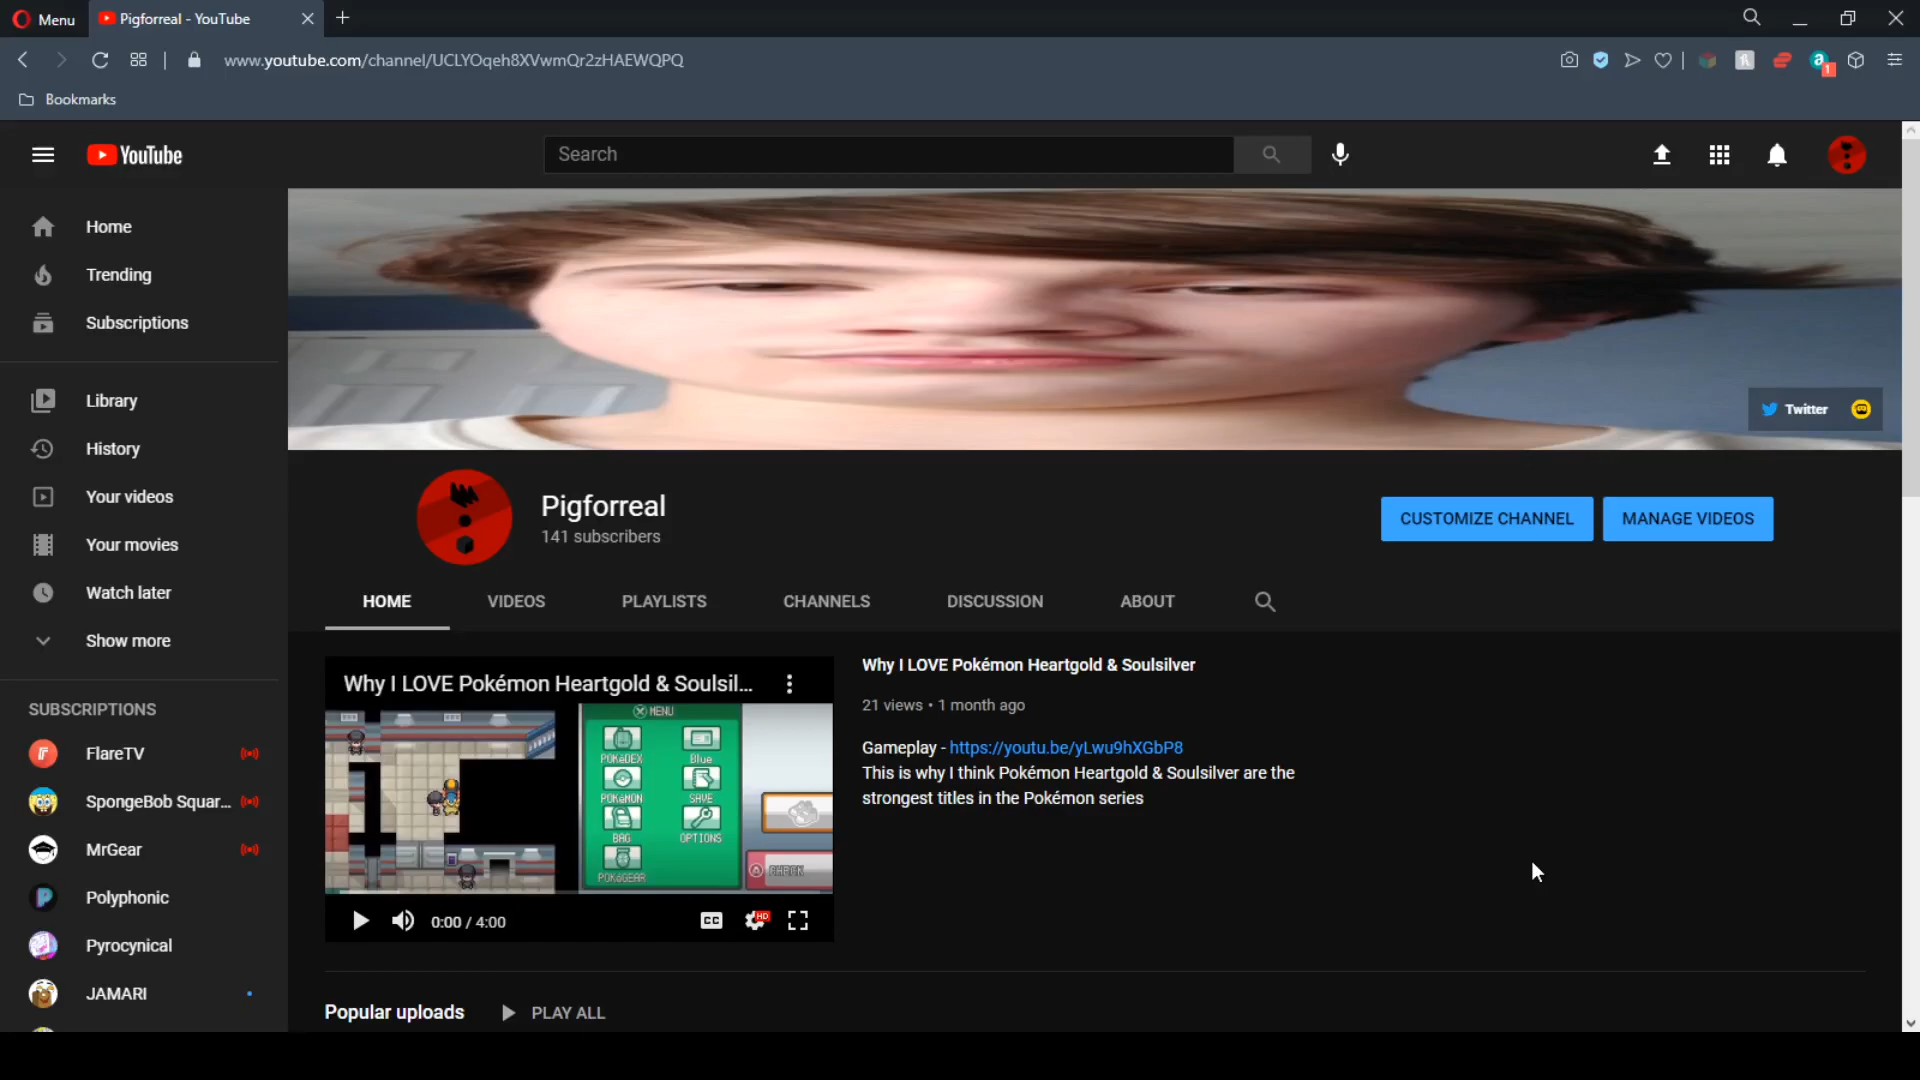 Menu
Pigforreal - YouTube
www.youtube.com/channel/UCLYOqeh8XVwmQr2zHAEWQPQ
1
Bookmarks
YouTube
Search
Home
Trending
Subscriptions
Library
History
Your videos
Your movies
Watch later
Show more
SUBSCRIPTIONS
FlareTV
SpongeBob Squar...
MrGear
Polyphonic
Pyrocynical
JAMARI
Twitter
Pigforreal
141 subscribers
CUSTOMIZE CHANNEL
MANAGE VIDEOS
HOME
VIDEOS
PLAYLISTS
CHANNELS
DISCUSSION
ABOUT
Why I LOVE Pokémon Heartgold & Soulsil...
MENU
POKéDEX
Blue
POKéMON
SAVE
BAG
OPTIONS
POKéGEAR
CHECK
0:00 / 4:00
CC
HD
Why I LOVE Pokémon Heartgold & Soulsilver
21 views • 1 month ago
Gameplay - https://youtu.be/yLwu9hXGbP8
This is why I think Pokémon Heartgold & Soulsilver are the
strongest titles in the Pokémon series
Popular uploads
PLAY ALL